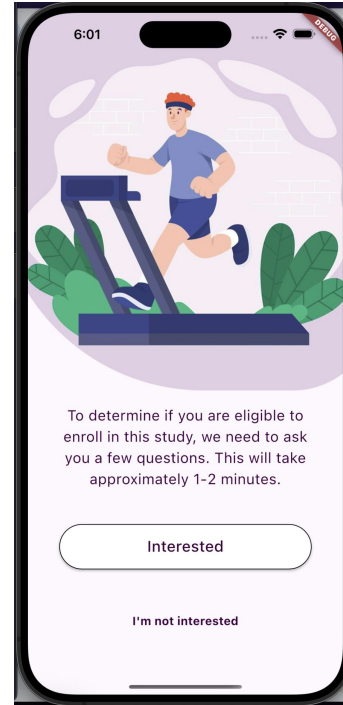 6:01
DEBUG
To determine if you are eligible to
enroll in this study, we need to ask
you a few questions. This will take
approximately 1-2 minutes.
Interested
I'm not interested